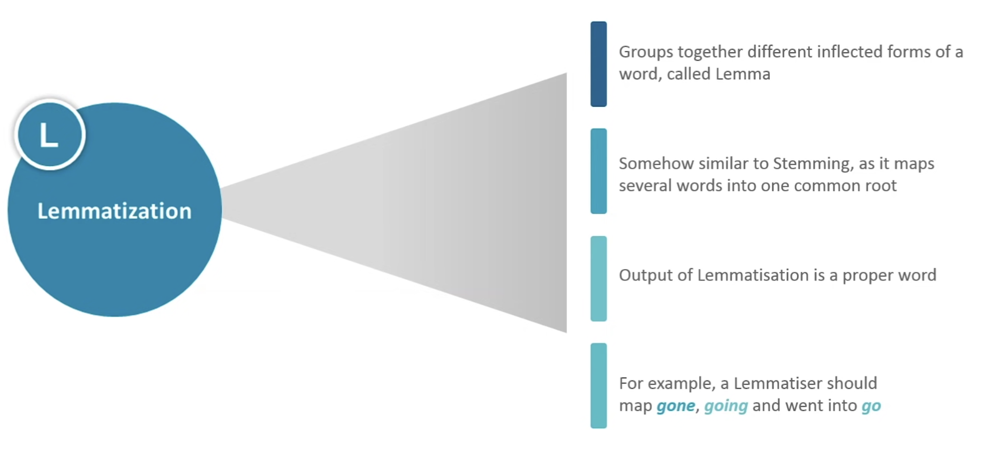 L
Lemmatization
Groups together different inflected forms of a
word, called Lemma
Somehow similar to Stemming, as it maps
several words into one common root
Output of Lemmatisation is a proper word
For example, a Lemmatiser should
map gone, going and went into go